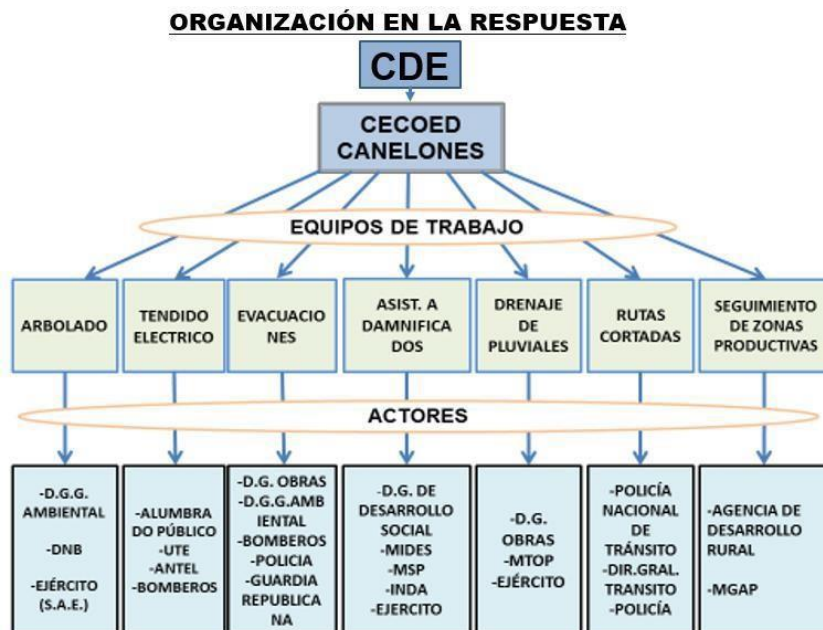 ORGANIZACIÓN EN LA RESPUESTA
CDE
CECOED
CANELONES
EQUIPOS DE TRABAJO
ARBOLADO
TENDIDO
ELECTRICO
EVACUACIO
NES
ASIST. A
DAMNIFICA
DOS
DRENAJE
DE
PLUVIALES
RUTAS
CORTADAS
SEGUIMIENTO
DE ZONAS
PRODUCTIVAS
ACTORES
-D.G.G.
AMBIENTAL
-DNB
-EJÉRCITO
(S.A.E.)
-ALUMBRA
DO PÚBLICO
-UTE
-ANTEL
-BOMBEROS
-D.G. OBRAS
-D.G.G.AMB
IENTAL
-BOMBEROS
-POLICIA
-GUARDIA
REPUBLICA
NA
-D.G. DE
DESARROLLO
SOCIAL
-MIDES
-MSP
-INDA
-EJERCITO
-D.G.
OBRAS
-MTOP
-EJÉRCITO
-POLICÍA
NACIONAL
DE
TRÁNSITO
-DIR.GRAL.
TRANSITO
-POLICÍA
-AGENCIA DE
DESARROLLO
RURAL
-MGAP